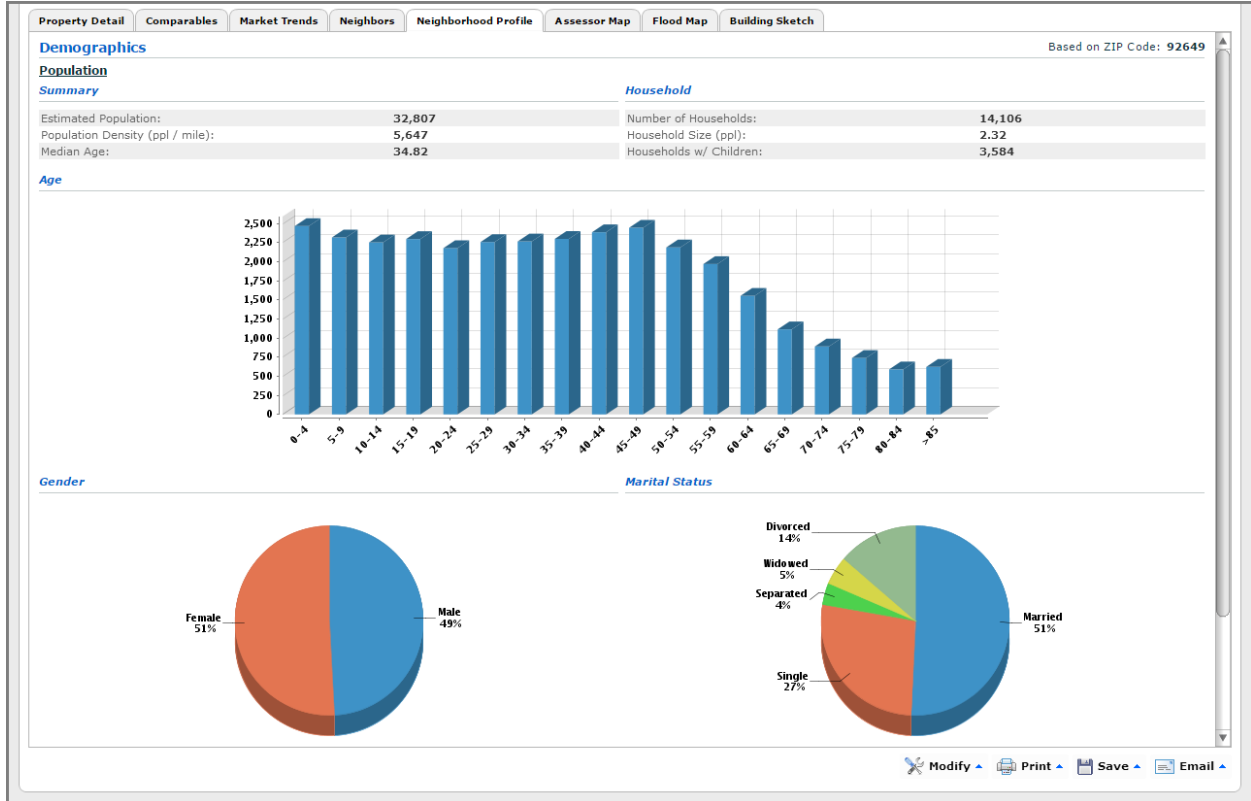 Property Detail Comparables Market Trends Neighbors Neighborhood Profile Assessor Map Flood Map Building Sketch
Demographics Based on ZIP Code: 92649
Population
Summary Household
Estimated Population: 32,807 Number of Households: 14,106
Population Density (ppl / mile): 5,647 Household Size (ppl): 2.32
Median Age: 34.82 Households w/ Children: 3,584
Age
2,500
2,250
2,000
1,750
1,500
1,250
1,000
750
500
250
0
0-4 5-9 10-14 15-19 20-24 25-29 30-34 35-39 40-44 45-49 50-54 55-59 60-64 65-69 70-74 75-79 80-84 >85
Gender Marital Status
Female
51%
Male
49%
Divorced
14%
Widowed
5%
Separated
4%
Married
51%
Single
27%
Modify Print Save Email